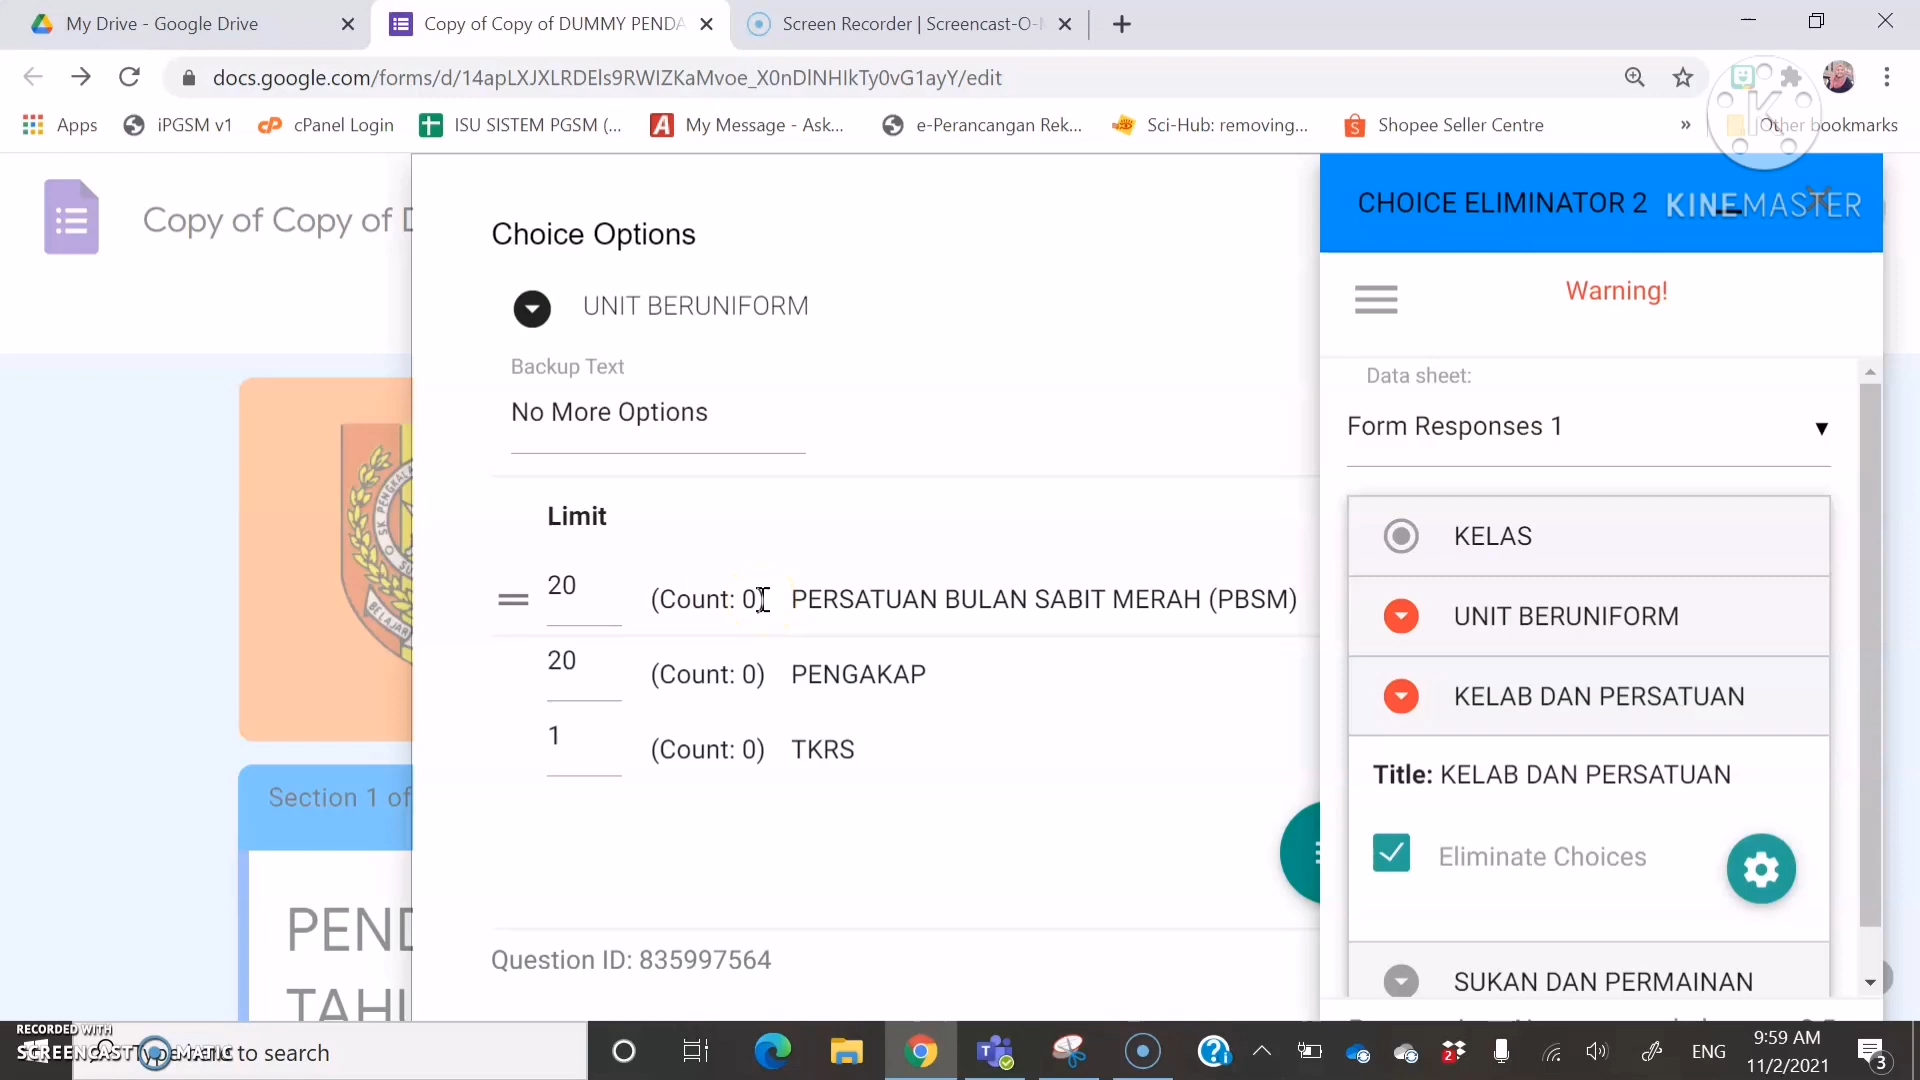 My Drive - Google Drive
Copy of Copy of DUMMY PENDA
Screen Recorder | Screencast-O-M
docs.google.com/forms/d/14apLXJXLRDEls9RWIZKaMvoe_X0nDlNHIkTy0vG1ayY/edit
Apps
iPGSM v1
cPanel Login
ISU SISTEM PGSM (...
My Message - Ask...
e-Perancangan Rek...
Sci-Hub: removing...
Shopee Seller Centre
»
Other bookmarks
Copy of Copy of D
Choice Options
UNIT BERUNIFORM
Backup Text
No More Options
Limit
20 (Count: 0) PERSATUAN BULAN SABIT MERAH (PBSM)
20 (Count: 0) PENGAKAP
1 (Count: 0) TKRS
Question ID: 835997564
CHOICE ELIMINATOR 2
KINEMASTER
Warning!
Data sheet:
Form Responses 1
KELAS
UNIT BERUNIFORM
KELAB DAN PERSATUAN
Title: KELAB DAN PERSATUAN
Eliminate Choices
SUKAN DAN PERMAINAN
Section 1 of
PEND
TAHU
RECORDED WITH
SCREENCAST MATIC
Type here to search
ENG
9:59 AM
11/2/2021
2
3